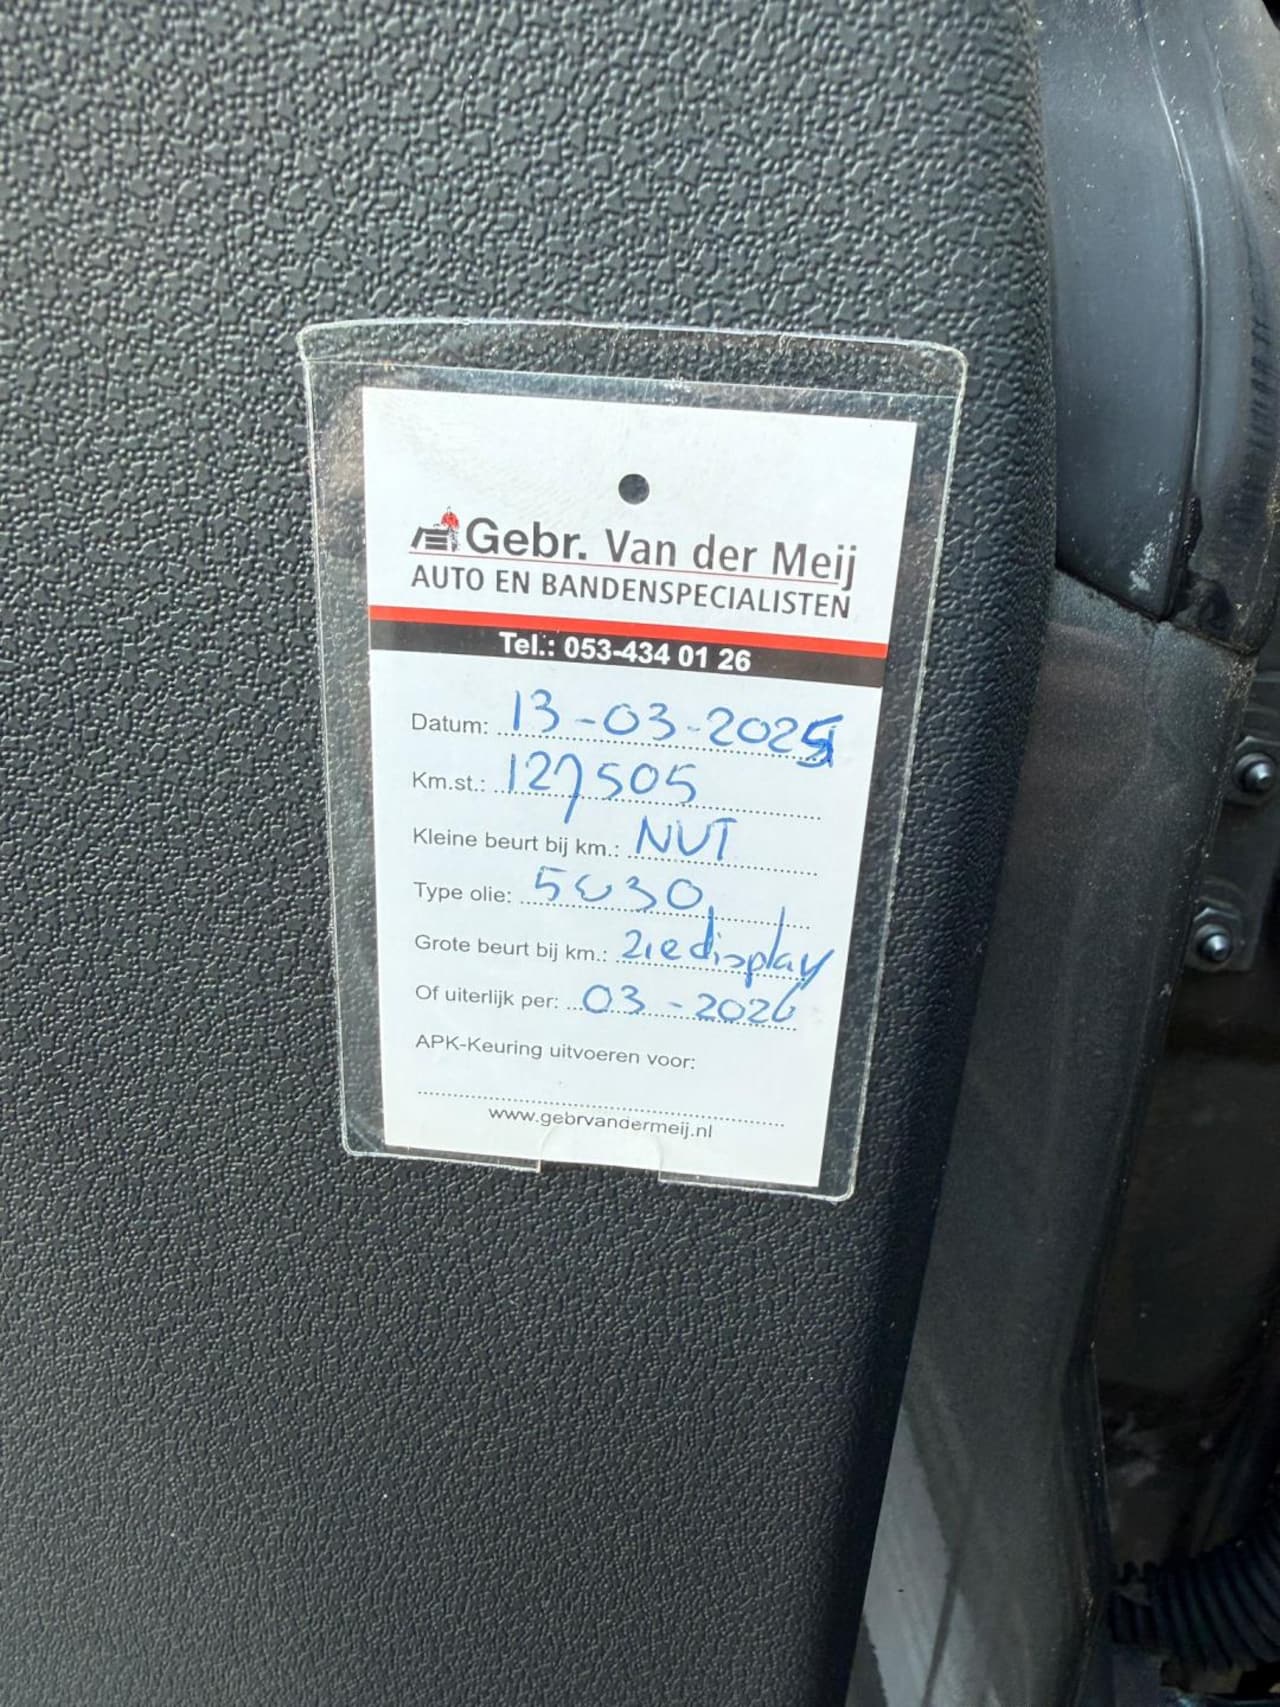 Gebr. Van der Meij
AUTO EN BANDENSPECIALISTEN
Tel.: 053-434 01 26
Datum: 13-03-2025
Km.st.: 127505
Kleine beurt bij km.: NVT
Type olie: 5W30
Grote beurt bij km.: zie display
Of uiterlijk per: 03-2026
APK-Keuring uitvoeren voor:
www.gebrvandermeij.nl